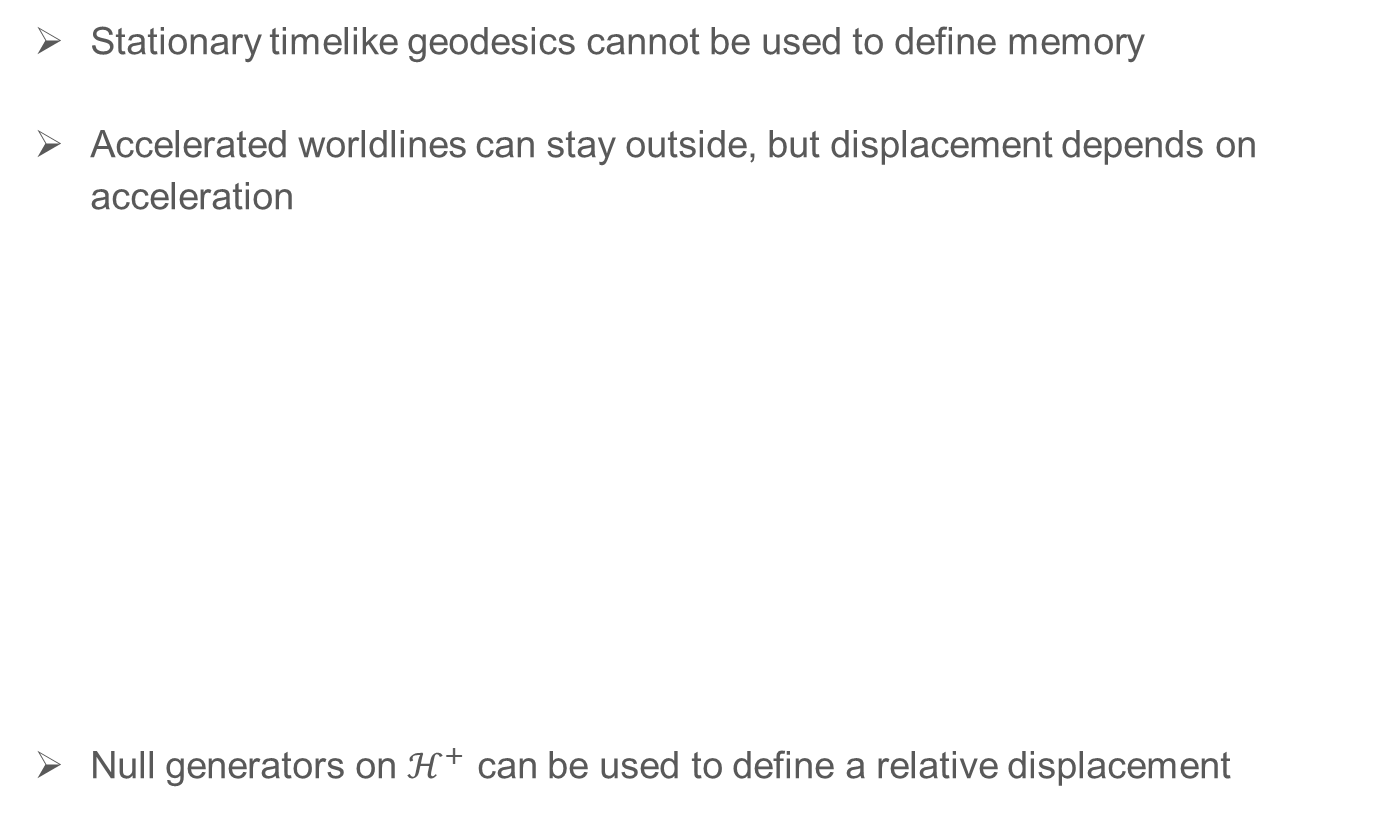 ➢ Stationary timelike geodesics cannot be used to define memory
➢ Accelerated worldlines can stay outside, but displacement depends on
acceleration
➢ Null generators on ℋ⁺ can be used to define a relative displacement